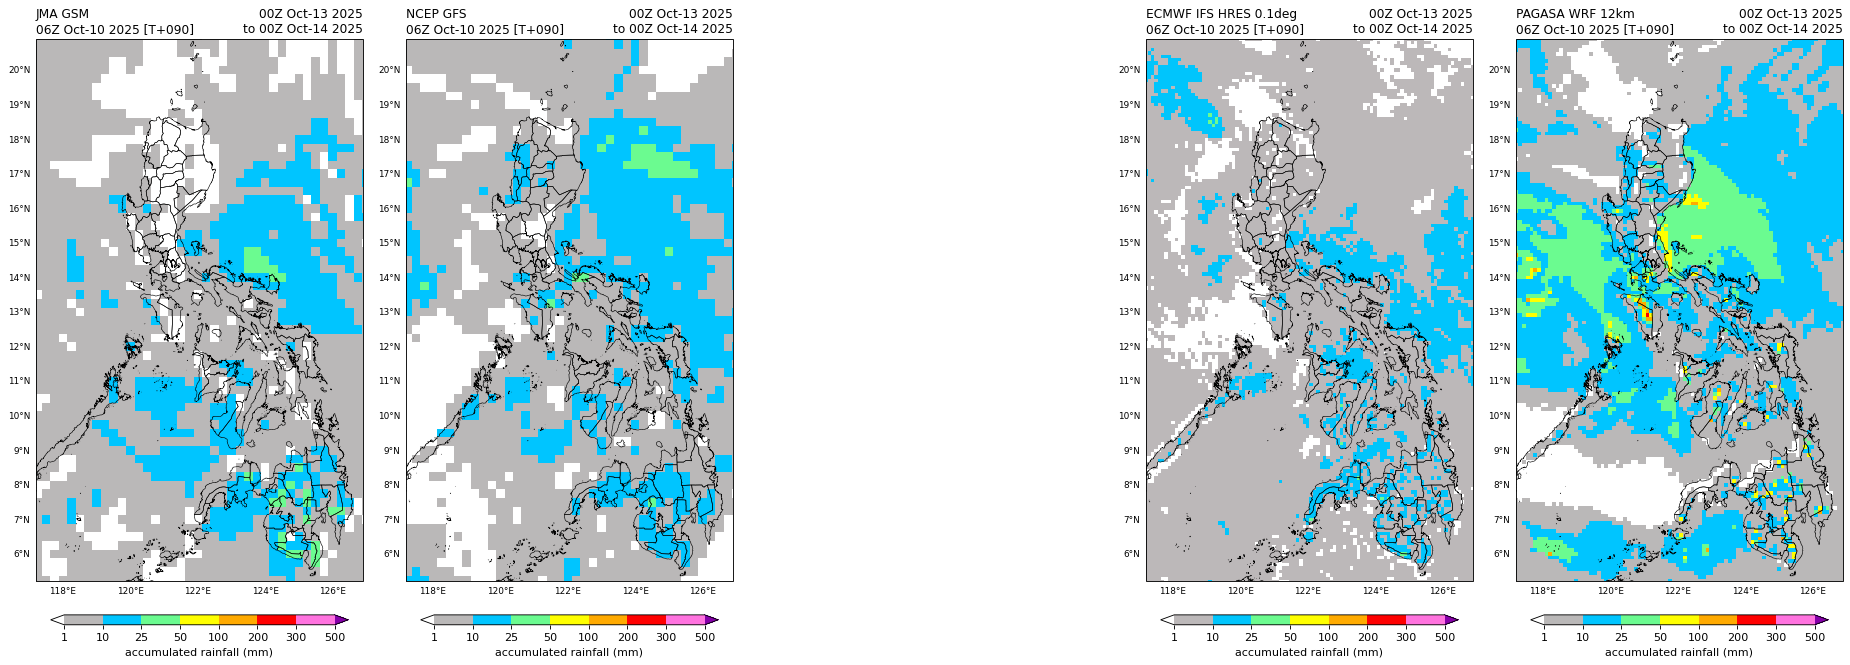 JMA GSM 00Z Oct-13 2025
06Z Oct-10 2025 [T+090] to 00Z Oct-14 2025
20°N
19°N
18°N
17°N
16°N
15°N
14°N
13°N
12°N
11°N
10°N
9°N
8°N
7°N
6°N
118°E 120°E 122°E 124°E 126°E
1 10 25 50 100 200 300 500
accumulated rainfall (mm)
NCEP GFS 00Z Oct-13 2025
06Z Oct-10 2025 [T+090] to 00Z Oct-14 2025
20°N
19°N
18°N
17°N
16°N
15°N
14°N
13°N
12°N
11°N
10°N
9°N
8°N
7°N
6°N
118°E 120°E 122°E 124°E 126°E
1 10 25 50 100 200 300 500
accumulated rainfall (mm)
ECMWF IFS HRES 0.1deg 00Z Oct-13 2025
06Z Oct-10 2025 [T+090] to 00Z Oct-14 2025
20°N
19°N
18°N
17°N
16°N
15°N
14°N
13°N
12°N
11°N
10°N
9°N
8°N
7°N
6°N
118°E 120°E 122°E 124°E 126°E
1 10 25 50 100 200 300 500
accumulated rainfall (mm)
PAGASA WRF 12km 00Z Oct-13 2025
06Z Oct-10 2025 [T+090] to 00Z Oct-14 2025
20°N
19°N
18°N
17°N
16°N
15°N
14°N
13°N
12°N
11°N
10°N
9°N
8°N
7°N
6°N
118°E 120°E 122°E 124°E 126°E
1 10 25 50 100 200 300 500
accumulated rainfall (mm)